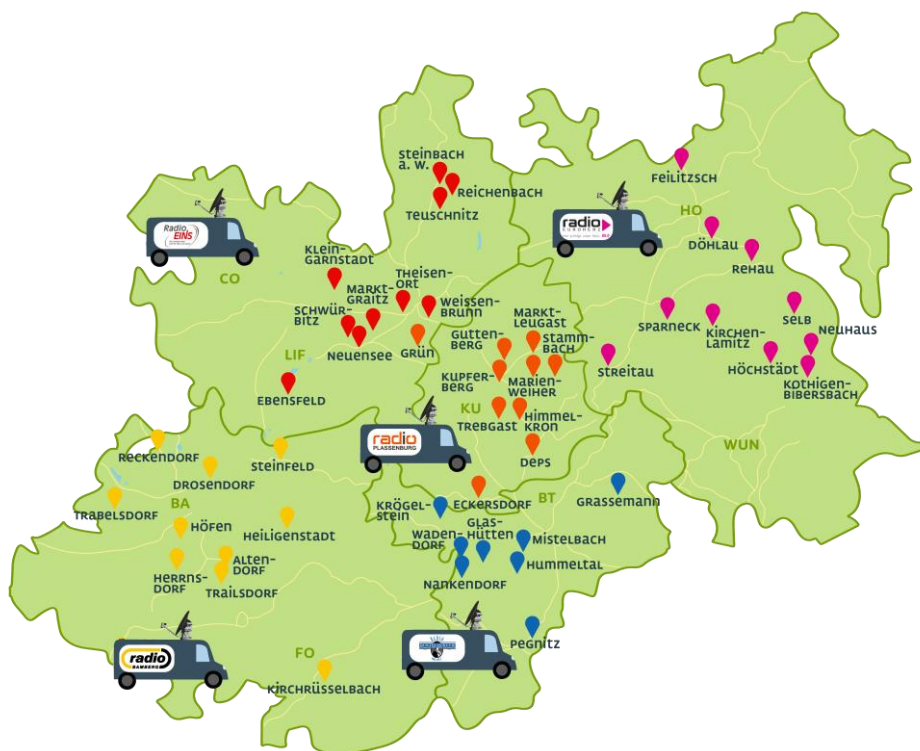 STEINBACH
a. W.
REICHENBACH
TEUSCHNITZ
FEILITZSCH
HO
DÖHLAU
REHAU
Radio
EINS
radio
EUROHERZ
CO
KLEIN-
GARNSTADT
THEISEN-
ORT
MARKT-
GRAITZ
WEISSEN-
BRUNN
SCHWÜR-
BITZ
NEUENSEE
GRÜN
LIF
EBENSFELD
MARKT-
LEUGAST
GUTTEN-
BERG
STAMM-
BACH
KUPFER-
BERG
MARIEN-
WEIHER
KU
TREBGAST
HIMMEL-
KRON
DEPS
SPARNECK
KIRCHEN-
LAMITZ
SELB
NEUHAUS
STREITAU
HÖCHSTÄDT
KOTHIGEN-
BIBERSBACH
WUN
radio
PLASSENBURG
RECKENDORF
STEINFELD
DROSENDORF
TRABELSDORF
BA
HÖFEN
HEILIGENSTADT
HERRNS-
DORF
ALTEN-
DORF
TRAILSDORF
ECKERSDORF
BT
GRASSEMANN
KRÖGEL-
STEIN
GLAS-
HÜTTEN
WADEN-
DORF
MISTELBACH
HUMMELTAL
NANKENDORF
PEGNITZ
radio
BAMBERG
FO
KIRCHRÜSSELBACH